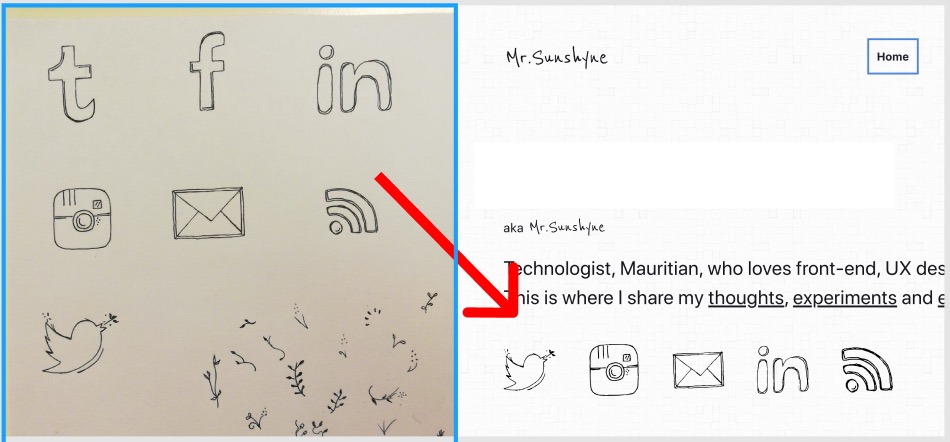 t f in
Mr.Sunshyne
Home
aka Mr.Sunshyne
Technologist, Mauritian, who loves front-end, UX des
This is where I share my thoughts, experiments and e
in